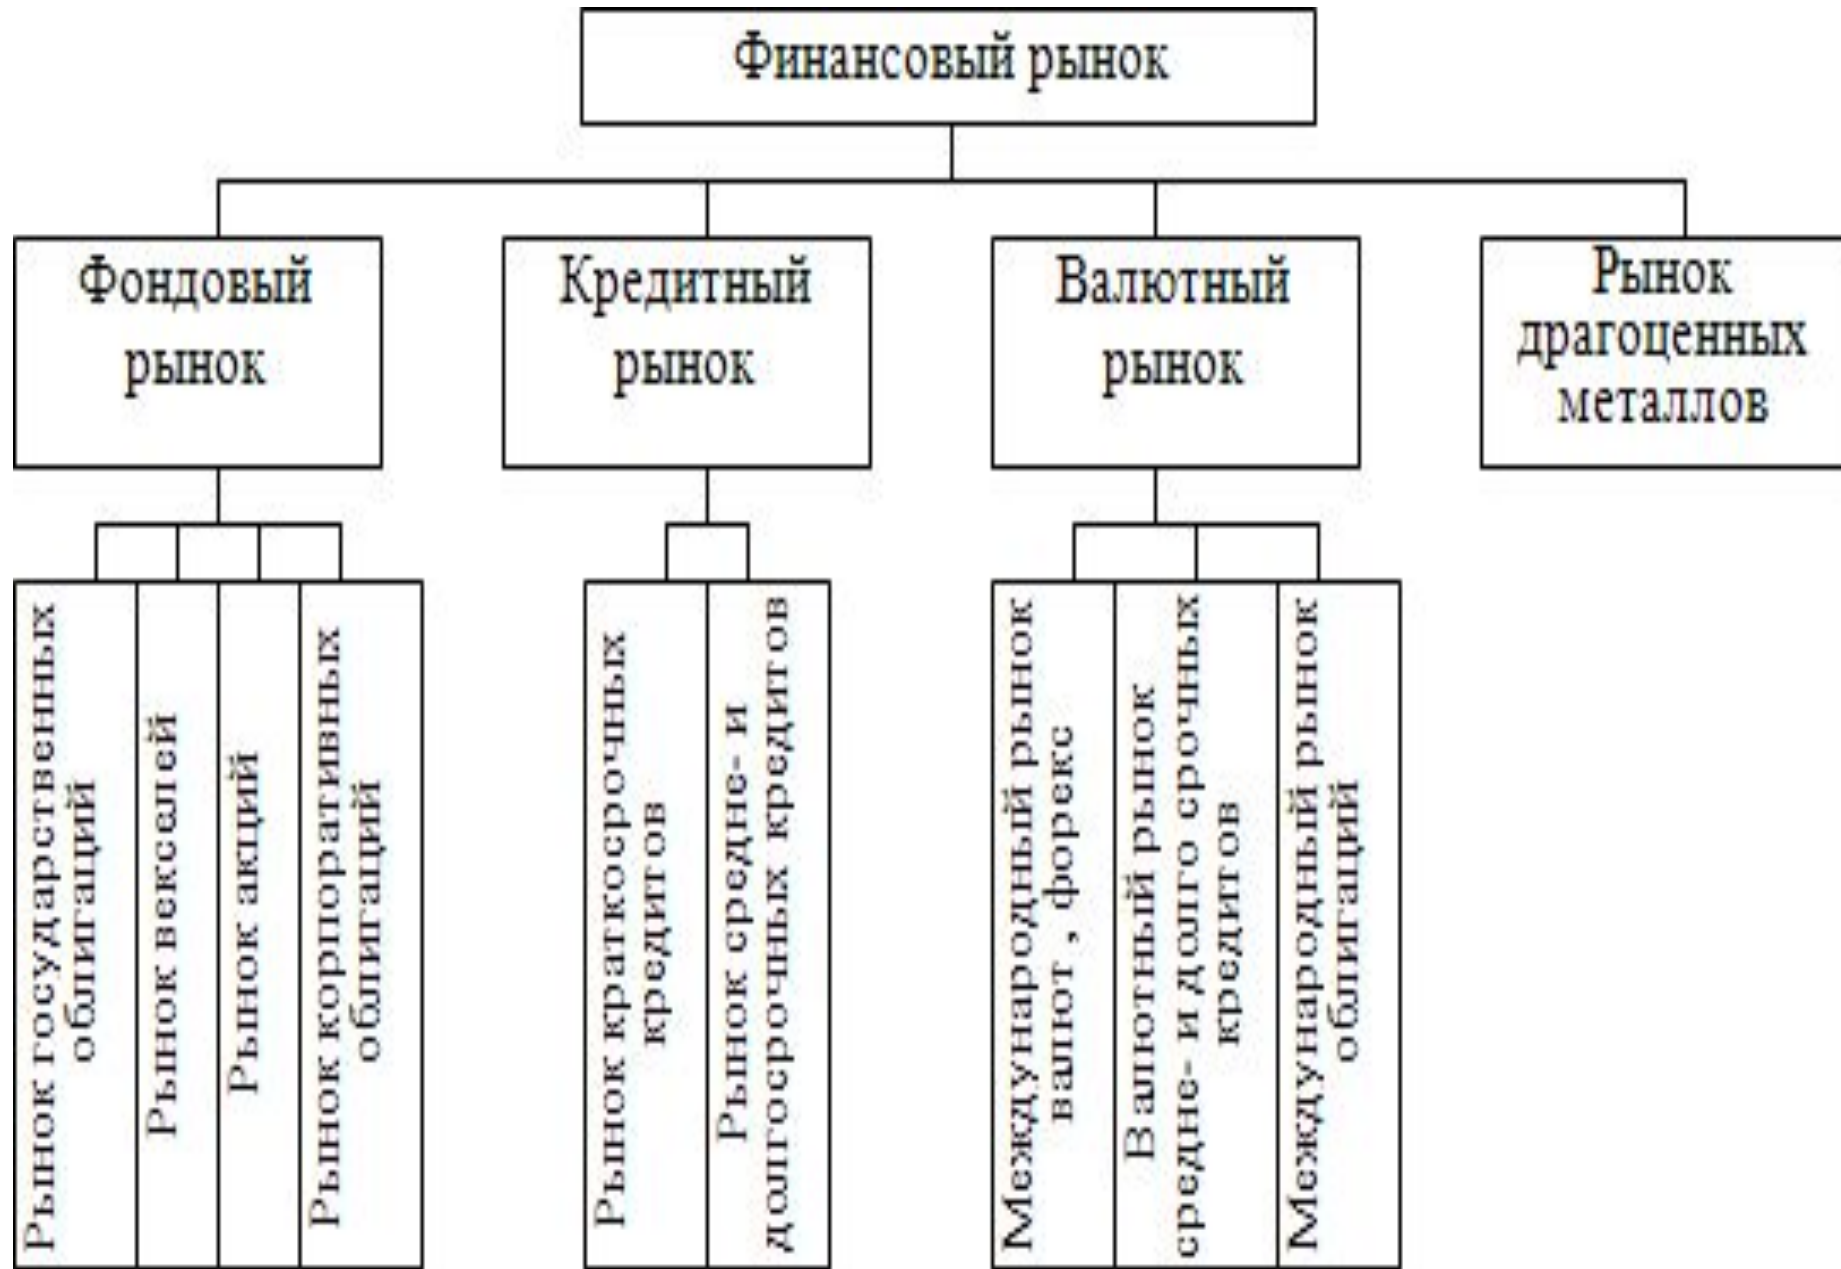 Финансовый рынок
Фондовый
рынок
Кредитный
рынок
Валютный
рынок
Рынок
драгоценных
металлов
Рынок государственных
облигаций
Рынок векселей
Рынок акций
Рынок корпоративных
облигаций
Рынок краткосрочных
кредитов
Рынок средне- и
долгосрочных кредитов
Международный рынок
валют , форекс
Валютный рынок
средне- и долго срочных
кредитов
Международный рынок
облигаций